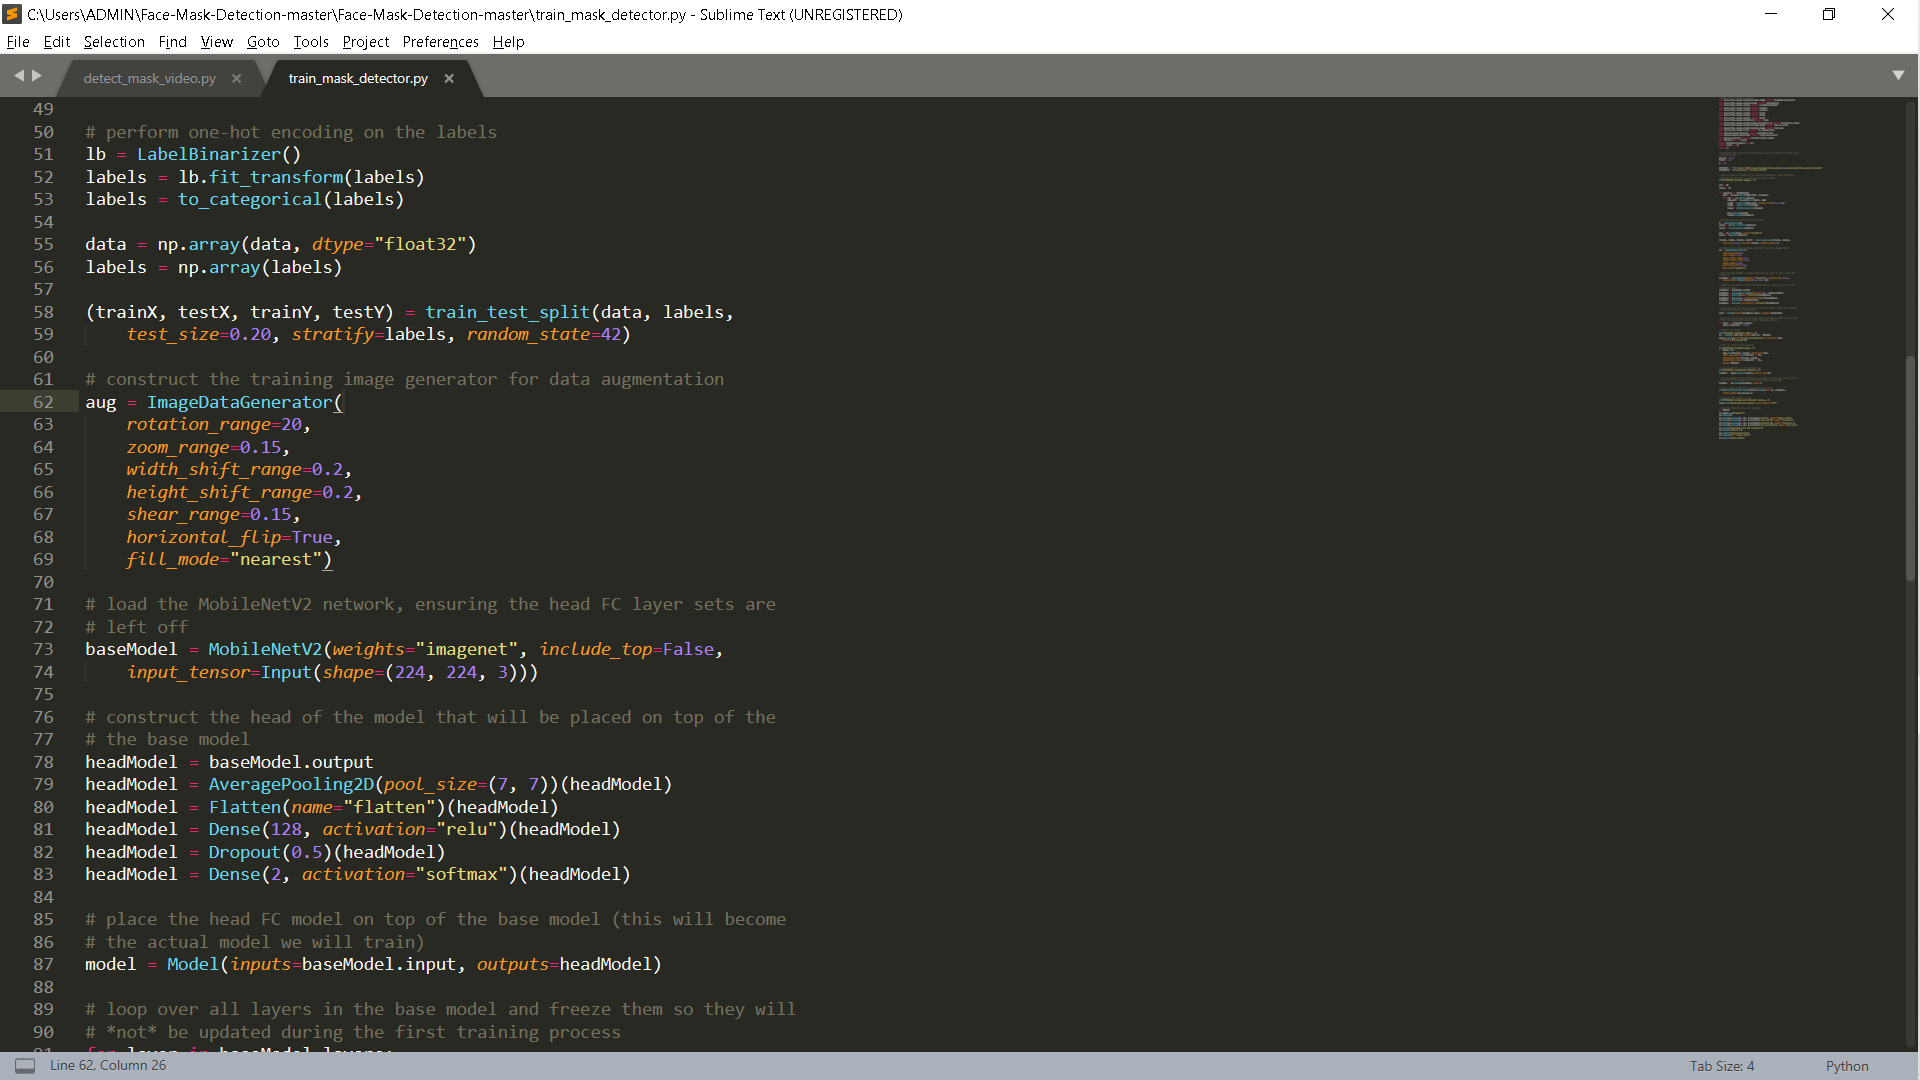 C:\Users\ADMIN\Face-Mask-Detection-master\Face-Mask-Detection-master\train_mask_detector.py - Sublime Text (UNREGISTERED)
File Edit Selection Find View Goto Tools Project Preferences Help
detect_mask_video.py train_mask_detector.py
49
50 # perform one-hot encoding on the labels
51 lb = LabelBinarizer()
52 labels = lb.fit_transform(labels)
53 labels = to_categorical(labels)
54
55 data = np.array(data, dtype="float32")
56 labels = np.array(labels)
57
58 (trainX, testX, trainY, testY) = train_test_split(data, labels,
59     test_size=0.20, stratify=labels, random_state=42)
60
61 # construct the training image generator for data augmentation
62 aug = ImageDataGenerator(
63     rotation_range=20,
64     zoom_range=0.15,
65     width_shift_range=0.2,
66     height_shift_range=0.2,
67     shear_range=0.15,
68     horizontal_flip=True,
69     fill_mode="nearest")
70
71 # load the MobileNetV2 network, ensuring the head FC layer sets are
72 # left off
73 baseModel = MobileNetV2(weights="imagenet", include_top=False,
74     input_tensor=Input(shape=(224, 224, 3)))
75
76 # construct the head of the model that will be placed on top of the
77 # the base model
78 headModel = baseModel.output
79 headModel = AveragePooling2D(pool_size=(7, 7))(headModel)
80 headModel = Flatten(name="flatten")(headModel)
81 headModel = Dense(128, activation="relu")(headModel)
82 headModel = Dropout(0.5)(headModel)
83 headModel = Dense(2, activation="softmax")(headModel)
84
85 # place the head FC model on top of the base model (this will become
86 # the actual model we will train)
87 model = Model(inputs=baseModel.input, outputs=headModel)
88
89 # loop over all layers in the base model and freeze them so they will
90 # *not* be updated during the first training process
Line 62, Column 26
Tab Size: 4
Python